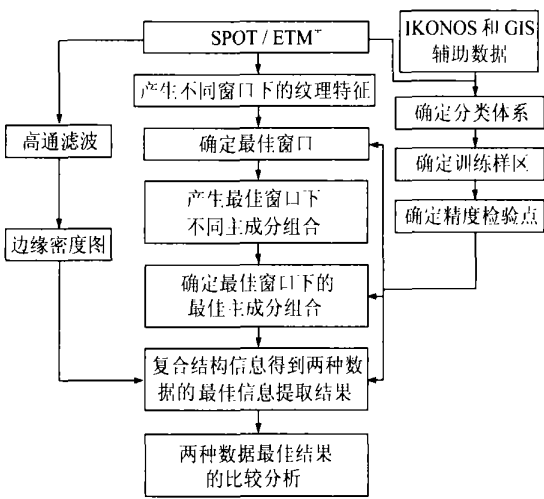 SPOT / ETM+
IKONOS 和 GIS
辅助数据
产生不同窗口下的纹理特征
确定分类体系
高通滤波
确定最佳窗口
确定训练样区
产生最佳窗口下
不同主成分组合
确定精度检验点
边缘密度图
确定最佳窗口下的
最佳主成分组合
复合结构信息得到两种数
据的最佳信息提取结果
两种数据最佳结果
的比较分析